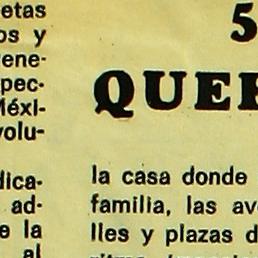 etas
os y
ene-
pec-
Méxi-
volu-
dica-
ad-
e la
al
5
QUER
la casa donde
familia, las av
lles y plazas d